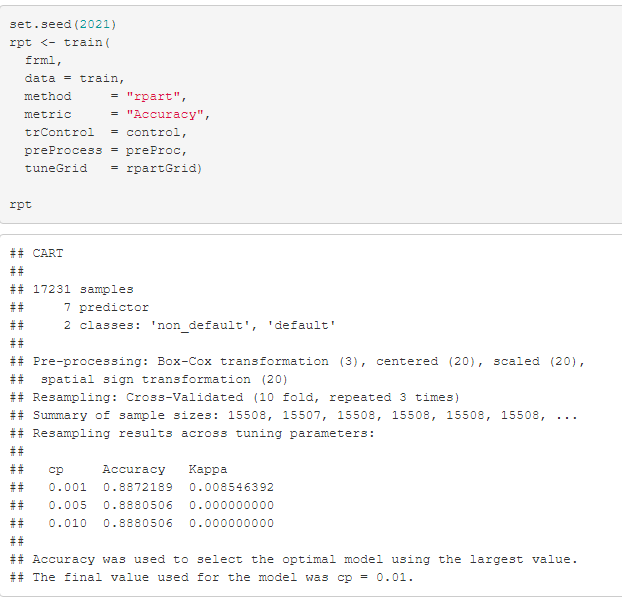 set.seed(2021)
rpt <- train(
  frml,
  data = train,
  method     = "rpart",
  metric     = "Accuracy",
  trControl  = control,
  preProcess = preProc,
  tuneGrid   = rpartGrid)

rpt

## CART
##
## 17231 samples
##     7 predictor
##     2 classes: 'non_default', 'default'
##
## Pre-processing: Box-Cox transformation (3), centered (20), scaled (20),
##  spatial sign transformation (20)
## Resampling: Cross-Validated (10 fold, repeated 3 times)
## Summary of sample sizes: 15508, 15507, 15508, 15508, 15508, 15508, ...
## Resampling results across tuning parameters:
##
##   cp     Accuracy   Kappa
##   0.001  0.8872189  0.008546392
##   0.005  0.8880506  0.000000000
##   0.010  0.8880506  0.000000000
##
## Accuracy was used to select the optimal model using the largest value.
## The final value used for the model was cp = 0.01.